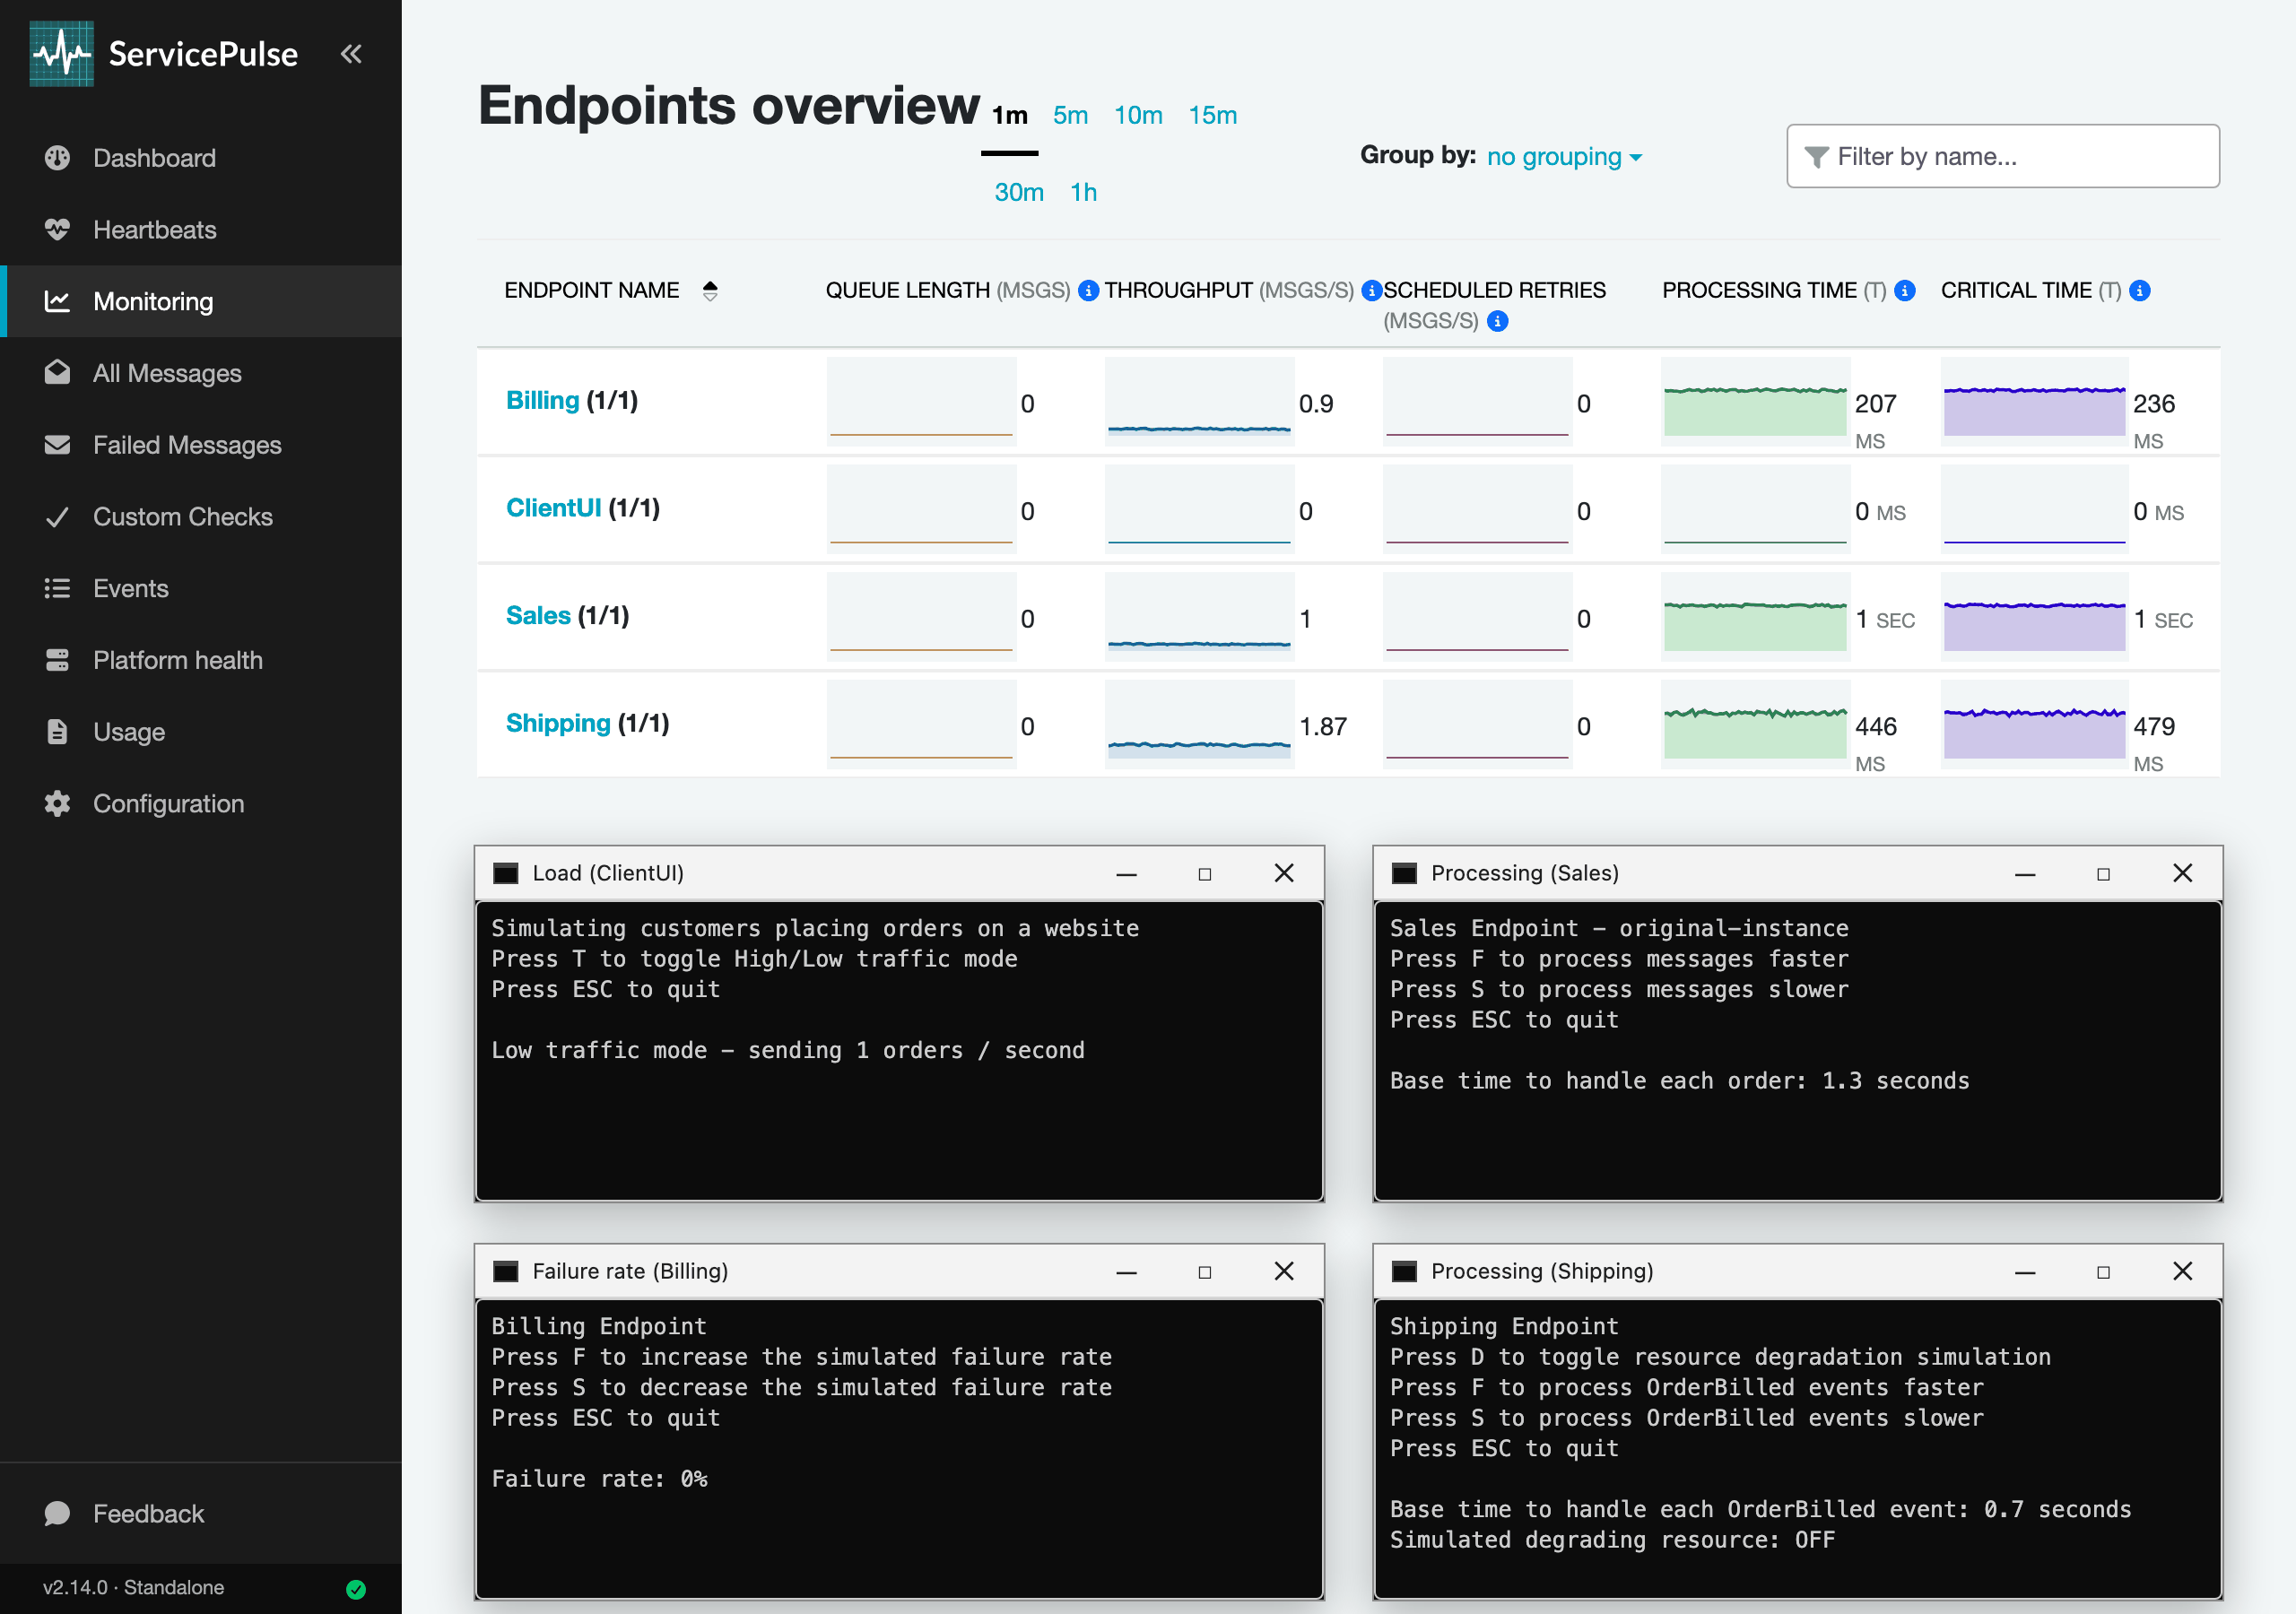 ServicePulse
Dashboard
Heartbeats
Monitoring
All Messages
Failed Messages
Custom Checks
Events
Platform health
Usage
Configuration
Feedback
v2.14.0 · Standalone
Endpoints overview 1m 5m 10m 15m
30m 1h
Group by: no grouping
Filter by name...
ENDPOINT NAME QUEUE LENGTH (MSGS) THROUGHPUT (MSGS/S) SCHEDULED RETRIES PROCESSING TIME (T) CRITICAL TIME (T)
(MSGS/S)
Billing (1/1) 0 0.9 0 207 236
MS MS
ClientUI (1/1) 0 0 0 0 MS 0 MS
Sales (1/1) 0 1 0 1 SEC 1 SEC
Shipping (1/1) 0 1.87 0 446 479
MS MS
Load (ClientUI)
Simulating customers placing orders on a website
Press T to toggle High/Low traffic mode
Press ESC to quit
Low traffic mode - sending 1 orders / second
Processing (Sales)
Sales Endpoint - original-instance
Press F to process messages faster
Press S to process messages slower
Press ESC to quit
Base time to handle each order: 1.3 seconds
Failure rate (Billing)
Billing Endpoint
Press F to increase the simulated failure rate
Press S to decrease the simulated failure rate
Press ESC to quit
Failure rate: 0%
Processing (Shipping)
Shipping Endpoint
Press D to toggle resource degradation simulation
Press F to process OrderBilled events faster
Press S to process OrderBilled events slower
Press ESC to quit
Base time to handle each OrderBilled event: 0.7 seconds
Simulated degrading resource: OFF